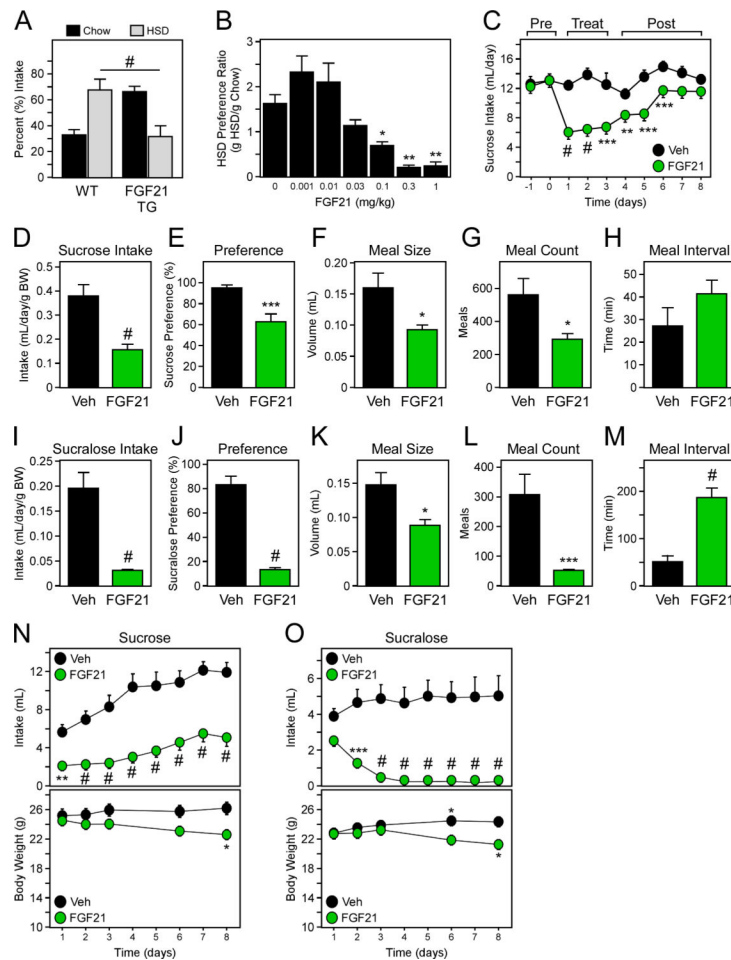 A
Chow HSD
Percent (%) Intake
80
60
40
20
0
#
WT FGF21 TG
B
HSD Preference Ratio
(g HSD/g Chow)
3
2.5
2
1.5
1
0.5
0
* ** **
0 0.001 0.01 0.03 0.1 0.3 1
FGF21 (mg/kg)
C
Pre Treat Post
Sucrose Intake (mL/day)
16
12
8
4
0
# # *** ** *** ***
Veh
FGF21
-1 0 1 2 3 4 5 6 7 8
Time (days)
D
Sucrose Intake
Intake (mL/day/g BW)
0.5
0.4
0.3
0.2
0.1
0
#
Veh FGF21
E
Preference
Sucrose Preference (%)
125
100
75
50
25
0
***
Veh FGF21
F
Meal Size
Volume (mL)
0.20
0.15
0.10
0.05
0
*
Veh FGF21
G
Meal Count
Meals
600
400
200
0
*
Veh FGF21
H
Meal Interval
Time (min)
50
40
30
20
10
0
Veh FGF21
I
Sucralose Intake
Intake (mL/day/g BW)
0.20
0.15
0.10
0.05
0
#
Veh FGF21
J
Preference
Sucralose Preference (%)
100
80
60
40
20
0
#
Veh FGF21
K
Meal Size
Volume (mL)
0.15
0.10
0.05
0
*
Veh FGF21
L
Meal Count
Meals
400
300
200
100
0
***
Veh FGF21
M
Meal Interval
Time (min)
200
100
0
#
Veh FGF21
N
Sucrose
Veh
FGF21
Intake (mL)
12
8
4
0
** # # # # # # #
Body Weight (g)
26
22
18
14
10
*
Veh
FGF21
1 2 3 4 5 6 7 8
Time (days)
O
Sucralose
Veh
FGF21
Intake (mL)
6
4
2
0
*** # # # # # #
Body Weight (g)
26
22
18
14
10
* *
Veh
FGF21
1 2 3 4 5 6 7 8
Time (days)